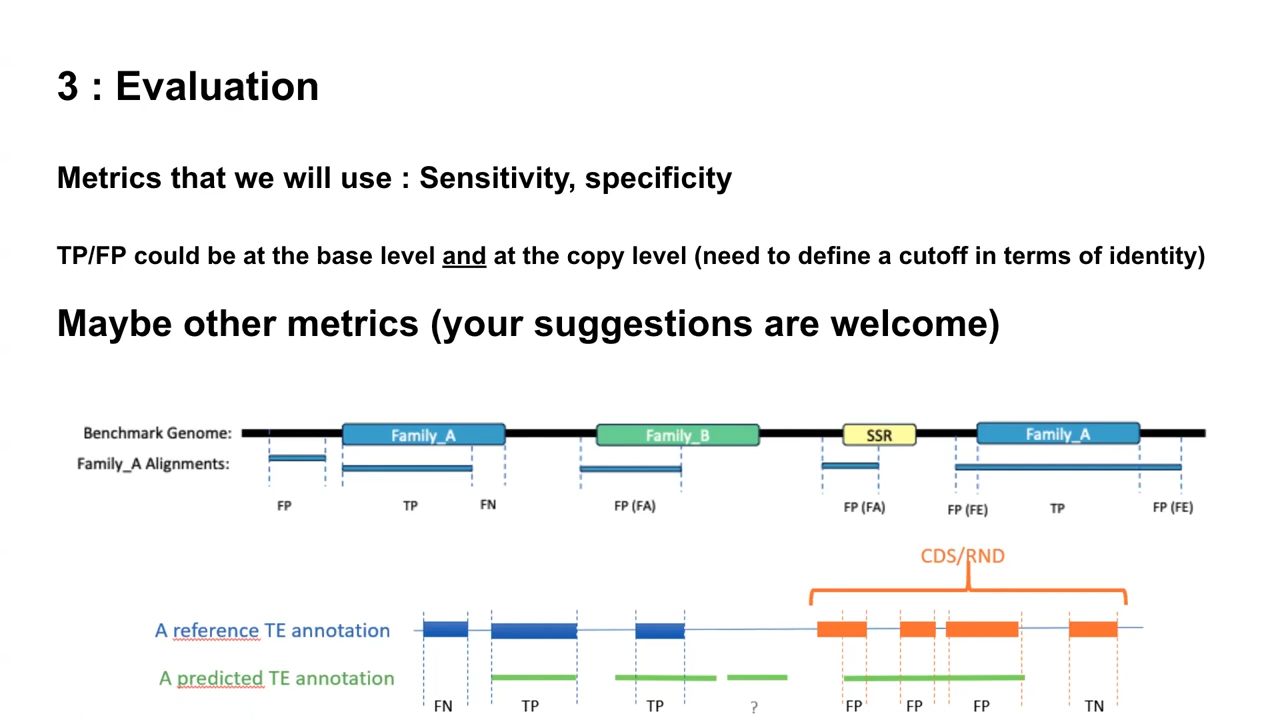 3 : Evaluation
Metrics that we will use : Sensitivity, specificity
TP/FP could be at the base level and at the copy level (need to define a cutoff in terms of identity)
Maybe other metrics (your suggestions are welcome)
Benchmark Genome: Family_A Family_B SSR Family_A
Family_A Alignments:
FP TP FN FP (FA) FP (FA) FP (FE) TP FP (FE)
CDS/RND
A reference TE annotation
A predicted TE annotation
FN TP TP ? FP FP FP TN